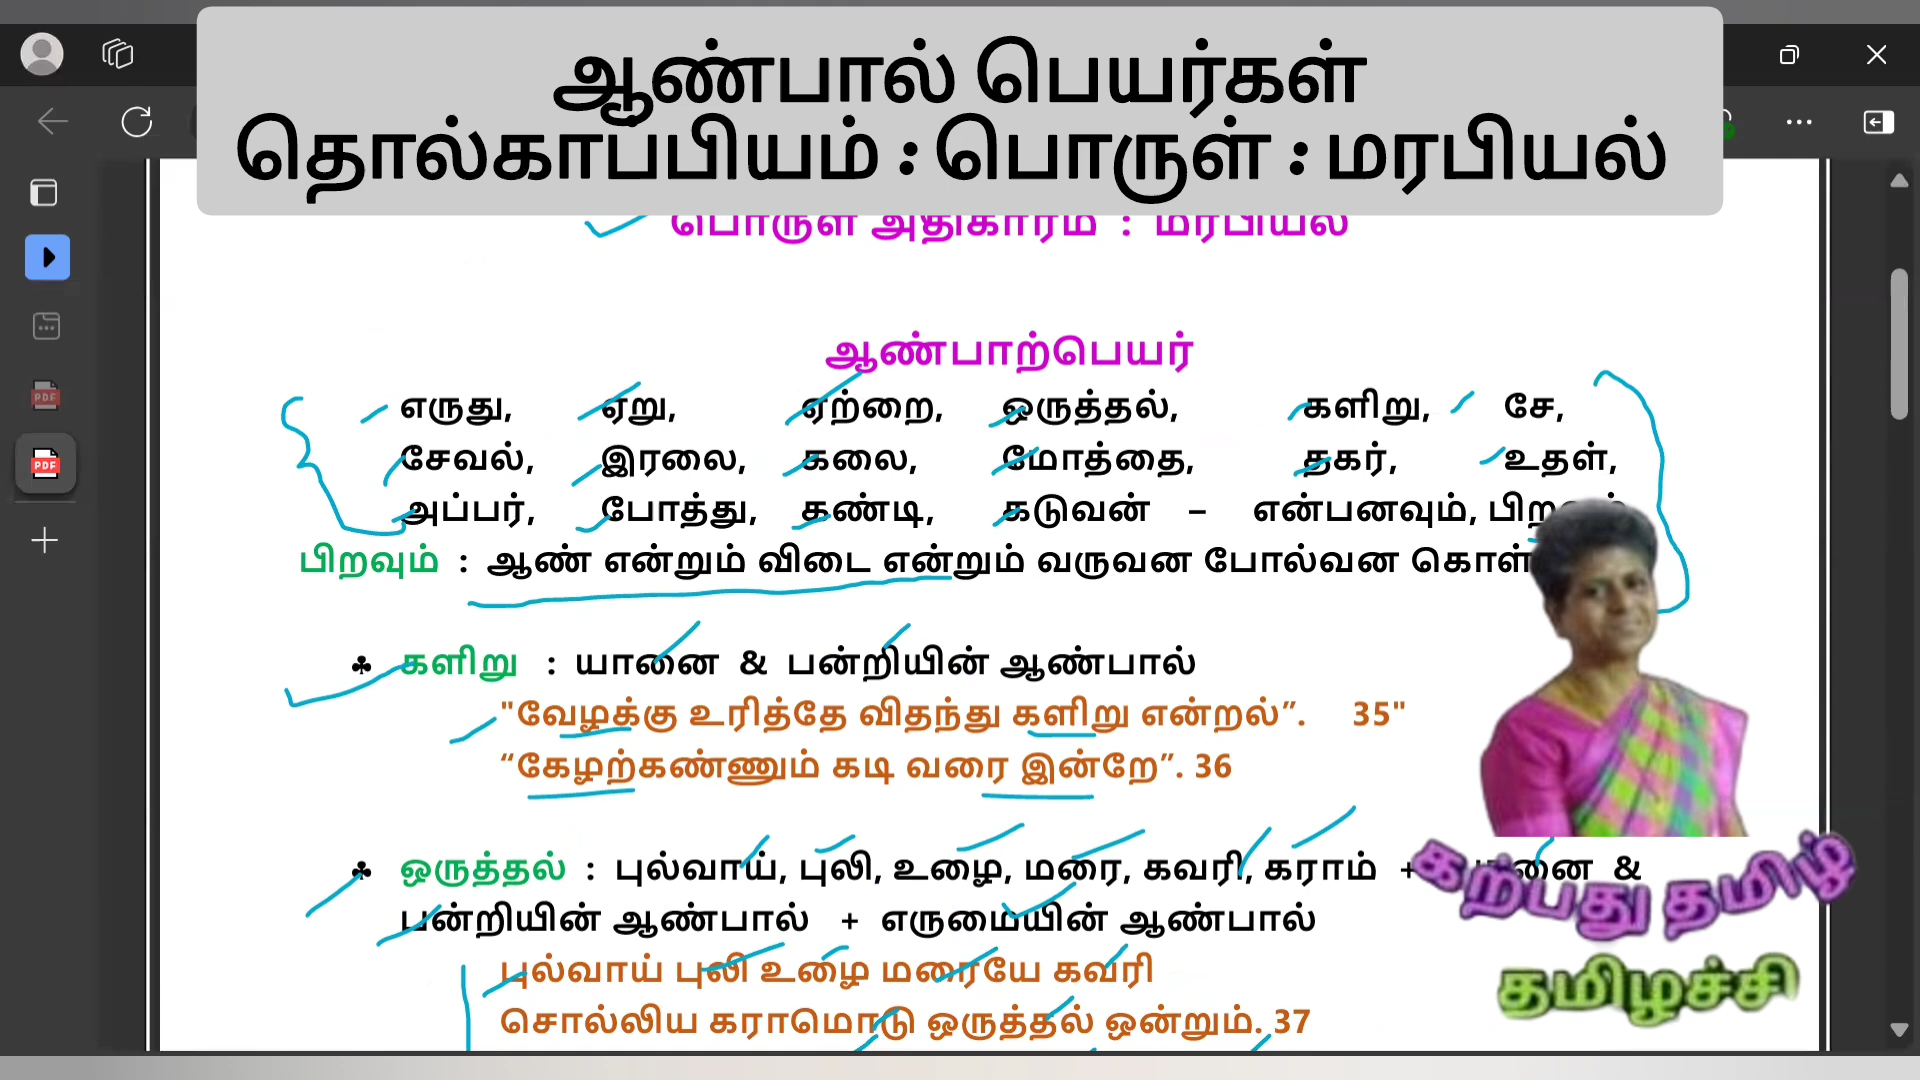 ஆண்பால் பெயர்கள்
தொல்காப்பியம் : பொருள் : மரபியல்
பொருள் அதிகாரம் : மரபியல்
ஆண்பாற்பெயர்
எருது, ஏறு, ஏற்றை, ஒருத்தல், களிறு, சே,
சேவல், இரலை, கலை, மோத்தை, தகர், உதள்,
அப்பர், போத்து, கண்டி, கடுவன் – என்பனவும்,
பிறவும் : ஆண் என்றும் விடை என்றும் வருவன போல்வன
♣ களிறு : யானை & பன்றியின் ஆண்பால்
"வேழக்கு உரித்தே விதந்து களிறு என்றல்”. 35"
“கேழற்கண்ணும் கடி வரை இன்றே”. 36
♣ ஒருத்தல் : புல்வாய், புலி, உழை, மரை, கவரி, கராம் + &
பன்றியின் ஆண்பால் + எருமையின் ஆண்பால்
புல்வாய் புலி உழை மரையே கவரி
சொல்லிய கராமொடு ஒருத்தல் ஒன்றும். 37
கற்பது தமிழ்
தமிழச்சி
PDF
PDF